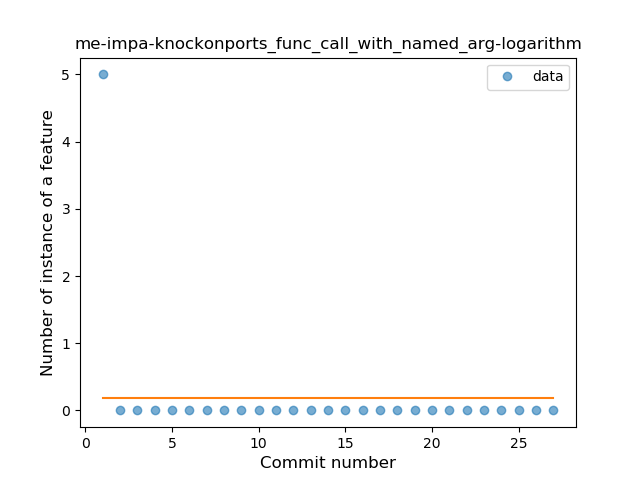 me-impa-knockonports_func_call_with_named_arg-logarithm
data
Number of instance of a feature
5
4
3
2
1
0
0 5 10 15 20 25
Commit number